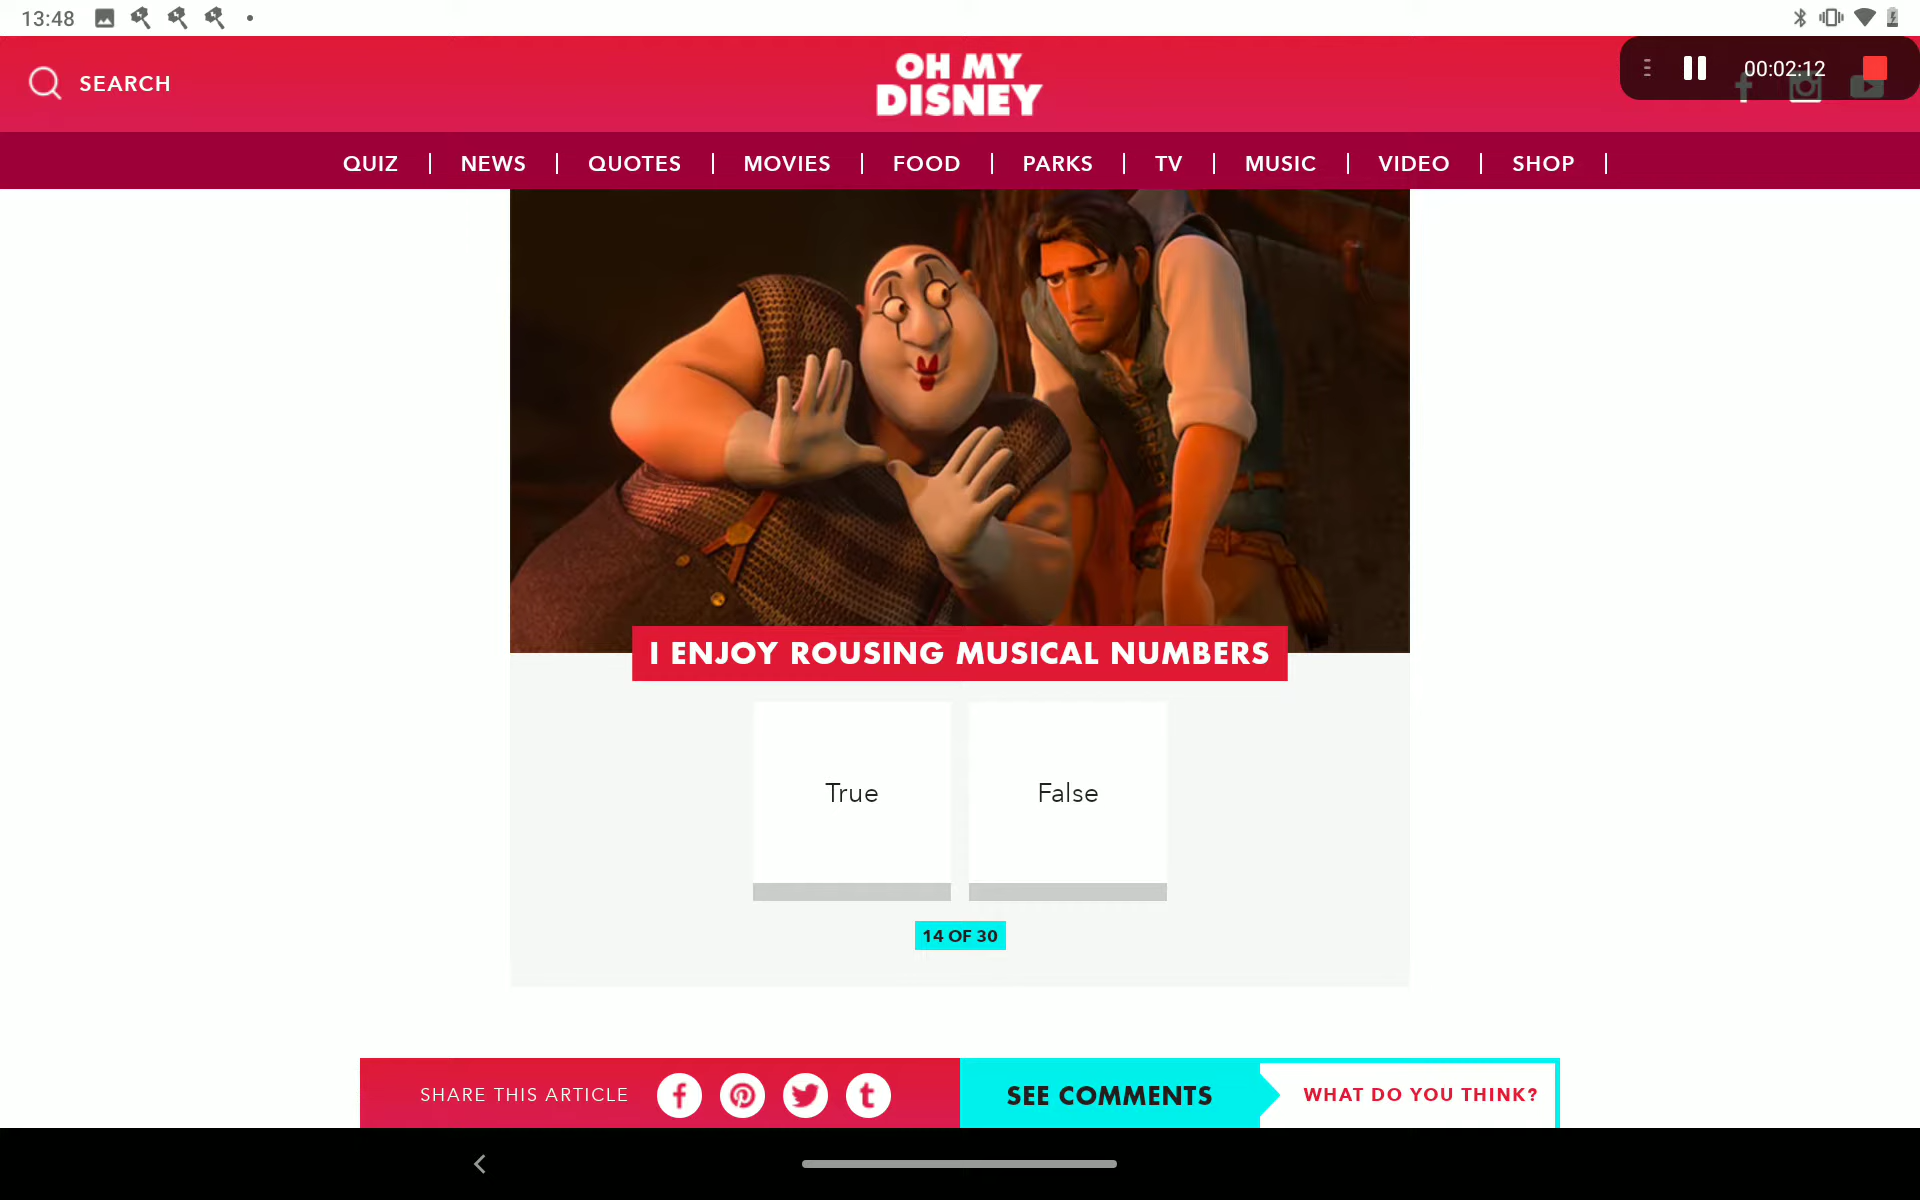 13:48
00:02:12
SEARCH
OH MY
DISNEY
QUIZ
NEWS
QUOTES
MOVIES
FOOD
PARKS
TV
MUSIC
VIDEO
SHOP
I ENJOY ROUSING MUSICAL NUMBERS
True
False
14 OF 30
SHARE THIS ARTICLE
SEE COMMENTS
WHAT DO YOU THINK?